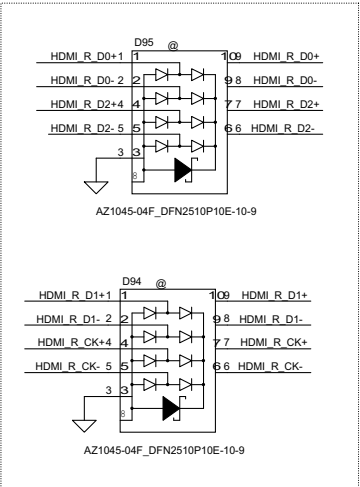 D95 @
HDMI_R_D0+ 1 1 10 9 HDMI_R_D0+
HDMI_R_D0- 2 2 9 8 HDMI_R_D0-
HDMI_R_D2+ 4 4 7 7 HDMI_R_D2+
HDMI_R_D2- 5 5 6 6 HDMI_R_D2-
3 3
8
AZ1045-04F_DFN2510P10E-10-9
D94 @
HDMI_R_D1+ 1 1 10 9 HDMI_R_D1+
HDMI_R_D1- 2 2 9 8 HDMI_R_D1-
HDMI_R_CK+ 4 4 7 7 HDMI_R_CK+
HDMI_R_CK- 5 5 6 6 HDMI_R_CK-
3 3
8
AZ1045-04F_DFN2510P10E-10-9